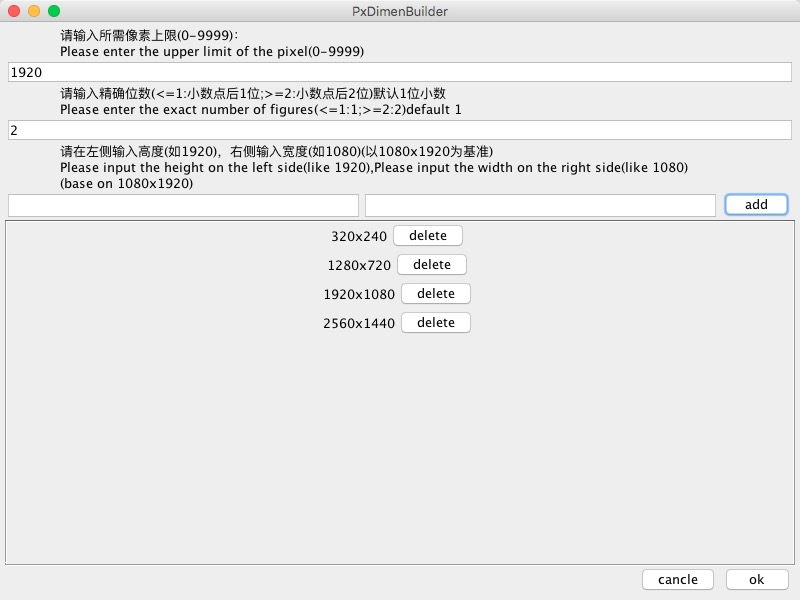 PxDimenBuilder
请输入所需像素上限(0-9999)：
Please enter the upper limit of the pixel(0-9999)
1920
请输入精确位数(<=1:小数点后1位;>=2:小数点后2位)默认1位小数
Please enter the exact number of figures(<=1:1;>=2:2)default 1
2
请在左侧输入高度(如1920)，右侧输入宽度(如1080)(以1080x1920为基准)
Please input the height on the left side(like 1920),Please input the width on the right side(like 1080)
(base on 1080x1920)
add
320x240 delete
1280x720 delete
1920x1080 delete
2560x1440 delete
cancle ok